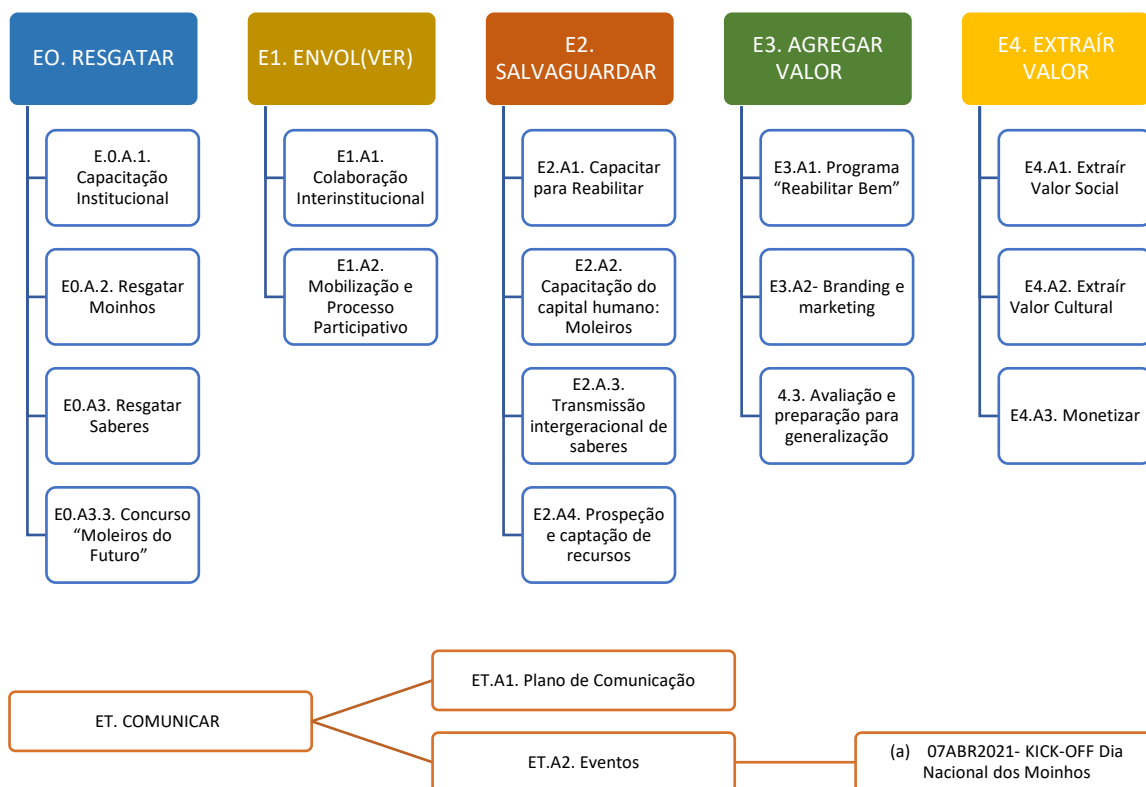 EO. RESGATAR
E1. ENVOL(VER)
E2.
SALVAGUARDAR
E3. AGREGAR
VALOR
E4. EXTRAÍR
VALOR
E.0.A.1.
Capacitação
Institucional
E0.A.2. Resgatar
Moinhos
E0.A3. Resgatar
Saberes
E0.A3.3. Concurso
“Moleiros do
Futuro”
E1.A1.
Colaboração
Interinstitucional
E1.A2.
Mobilização e
Processo
Participativo
E2.A1. Capacitar
para Reabilitar
E2.A2.
Capacitação do
capital humano:
Moleiros
E2.A.3.
Transmissão
intergeracional de
saberes
E2.A4. Prospeção
e captação de
recursos
E3.A1. Programa
“Reabilitar Bem”
E3.A2- Branding e
marketing
4.3. Avaliação e
preparação para
generalização
E4.A1. Extraír
Valor Social
E4.A2. Extraír
Valor Cultural
E4.A3. Monetizar
ET. COMUNICAR
ET.A1. Plano de Comunicação
ET.A2. Eventos
(a) 07ABR2021- KICK-OFF Dia
Nacional dos Moinhos